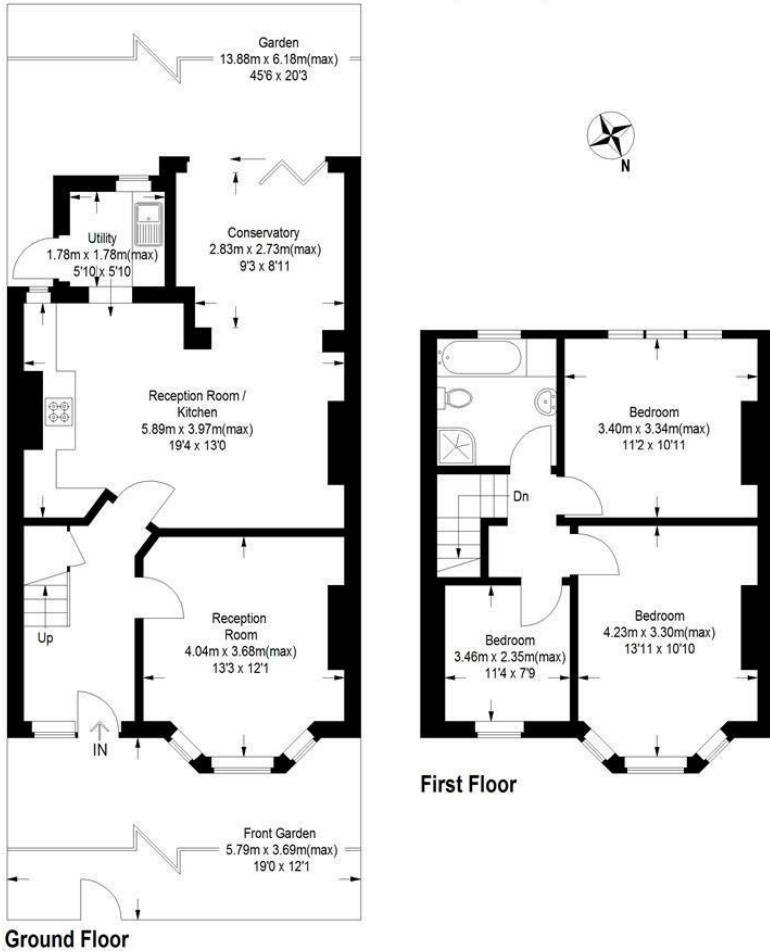 Garden
13.88m x 6.18m(max)
45'6 x 20'3
N
Utility
1.78m x 1.78m(max)
5'10 x 5'10
Conservatory
2.83m x 2.73m(max)
9'3 x 8'11
Reception Room /
Kitchen
5.89m x 3.97m(max)
19'4 x 13'0
Up
Reception
Room
4.04m x 3.68m(max)
13'3 x 12'1
IN
Front Garden
5.79m x 3.69m(max)
19'0 x 12'1
Ground Floor
Bedroom
3.40m x 3.34m(max)
11'2 x 10'11
Dn
Bedroom
3.46m x 2.35m(max)
11'4 x 7'9
Bedroom
4.23m x 3.30m(max)
13'11 x 10'10
First Floor